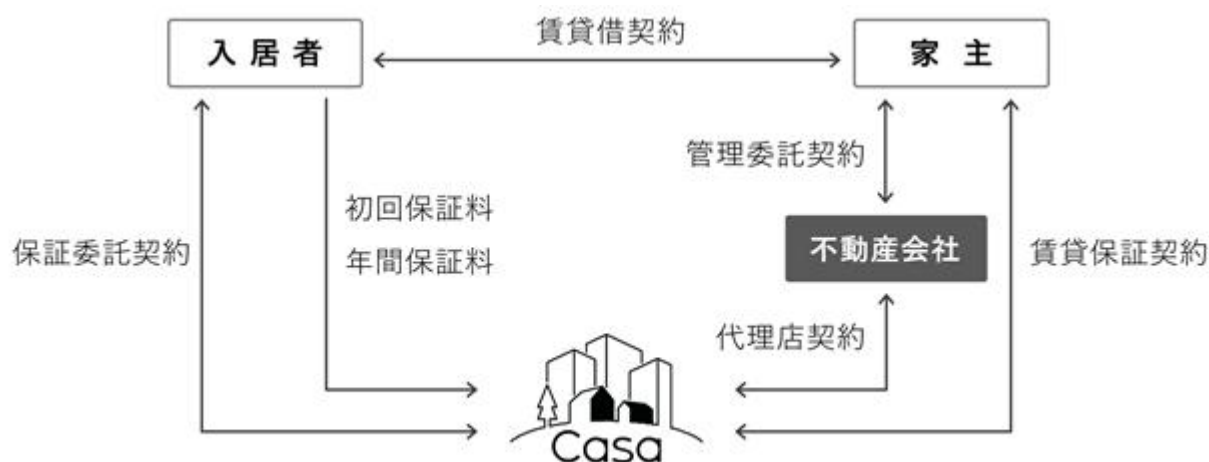 賃貸借契約
入居者
家主
管理委託契約
初回保証料
年間保証料
保証委託契約
不動産会社
賃貸保証契約
代理店契約
Casa